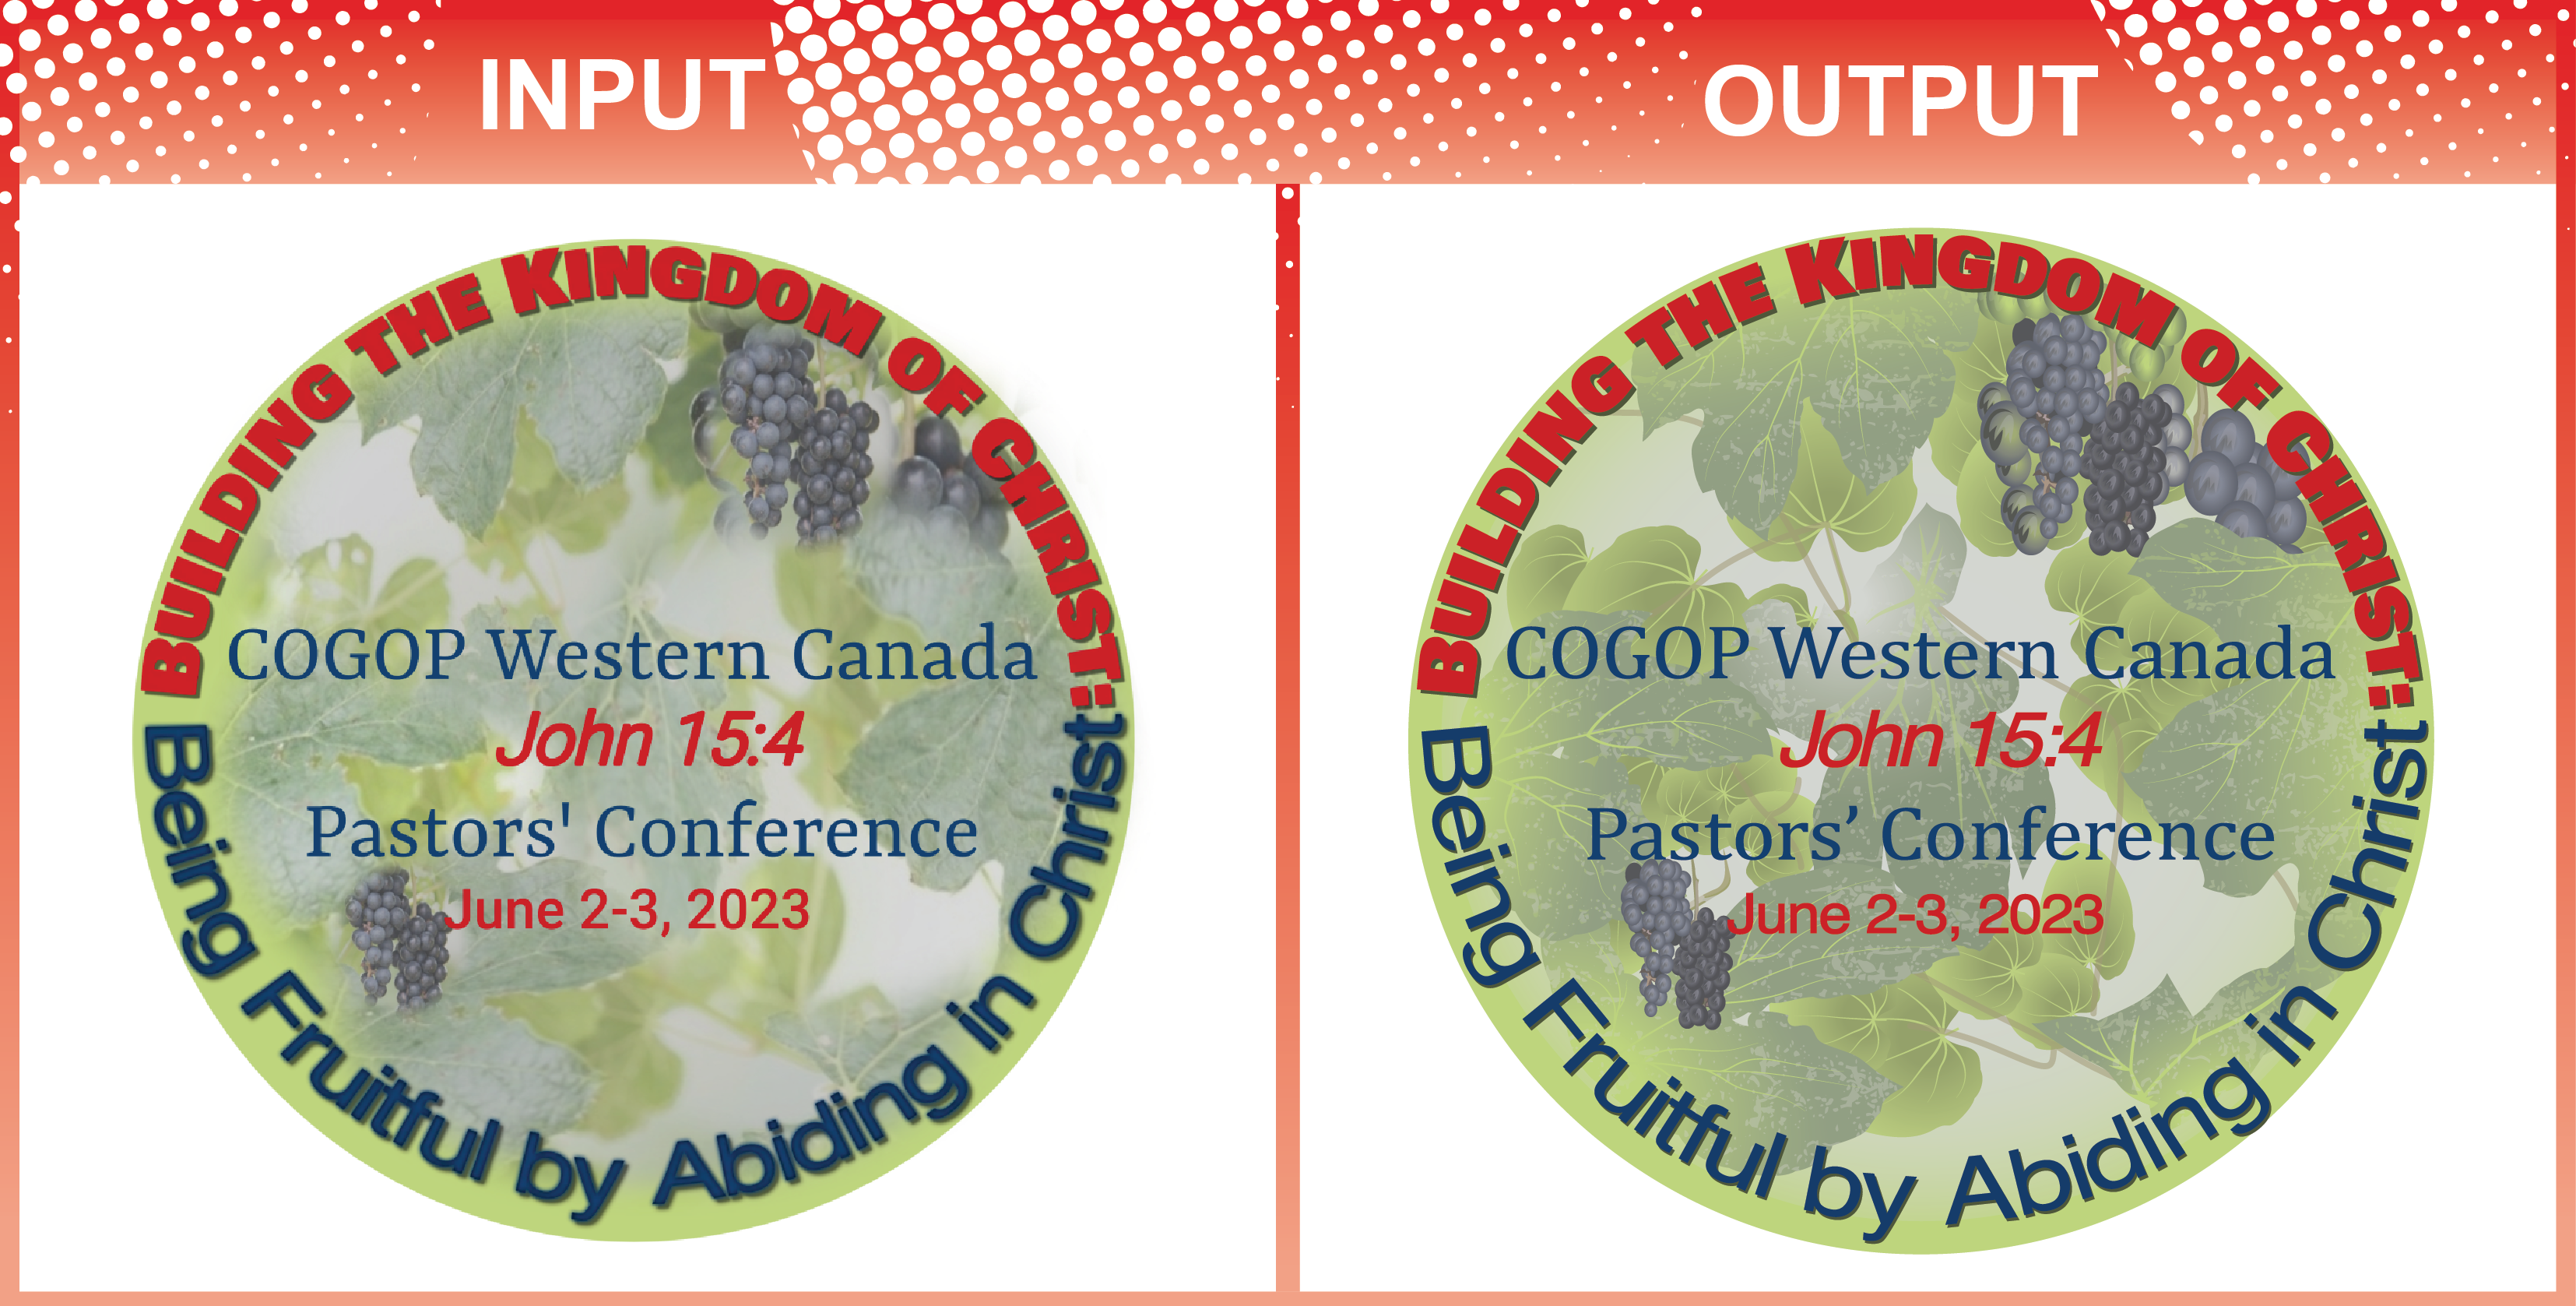 INPUT
OUTPUT
BUILDING THE KINGDOM OF CHRIST:
COGOP Western Canada
John 15:4
Pastors' Conference
June 2-3, 2023
Being Fruitful by Abiding in Christ
BUILDING THE KINGDOM OF CHRIST:
COGOP Western Canada
John 15:4
Pastors’ Conference
June 2-3, 2023
Being Fruitful by Abiding in Christ